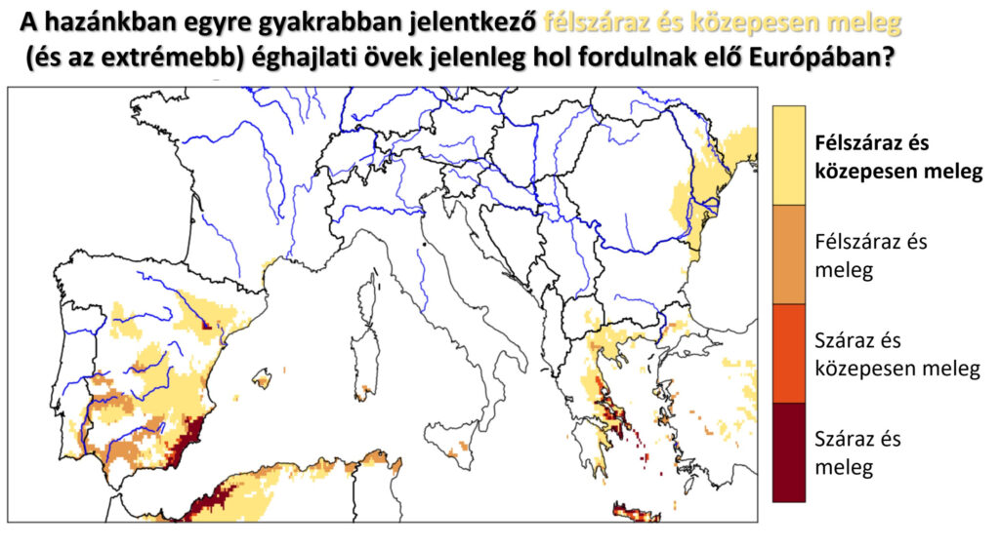 A hazánkban egyre gyakrabban jelentkező félszáraz és közepesen meleg
(és az extrémebb) éghajlati övek jelenleg hol fordulnak elő Európában?
Félszáraz és
közepesen meleg
Félszáraz és
meleg
Száraz és
közepesen meleg
Száraz és
meleg